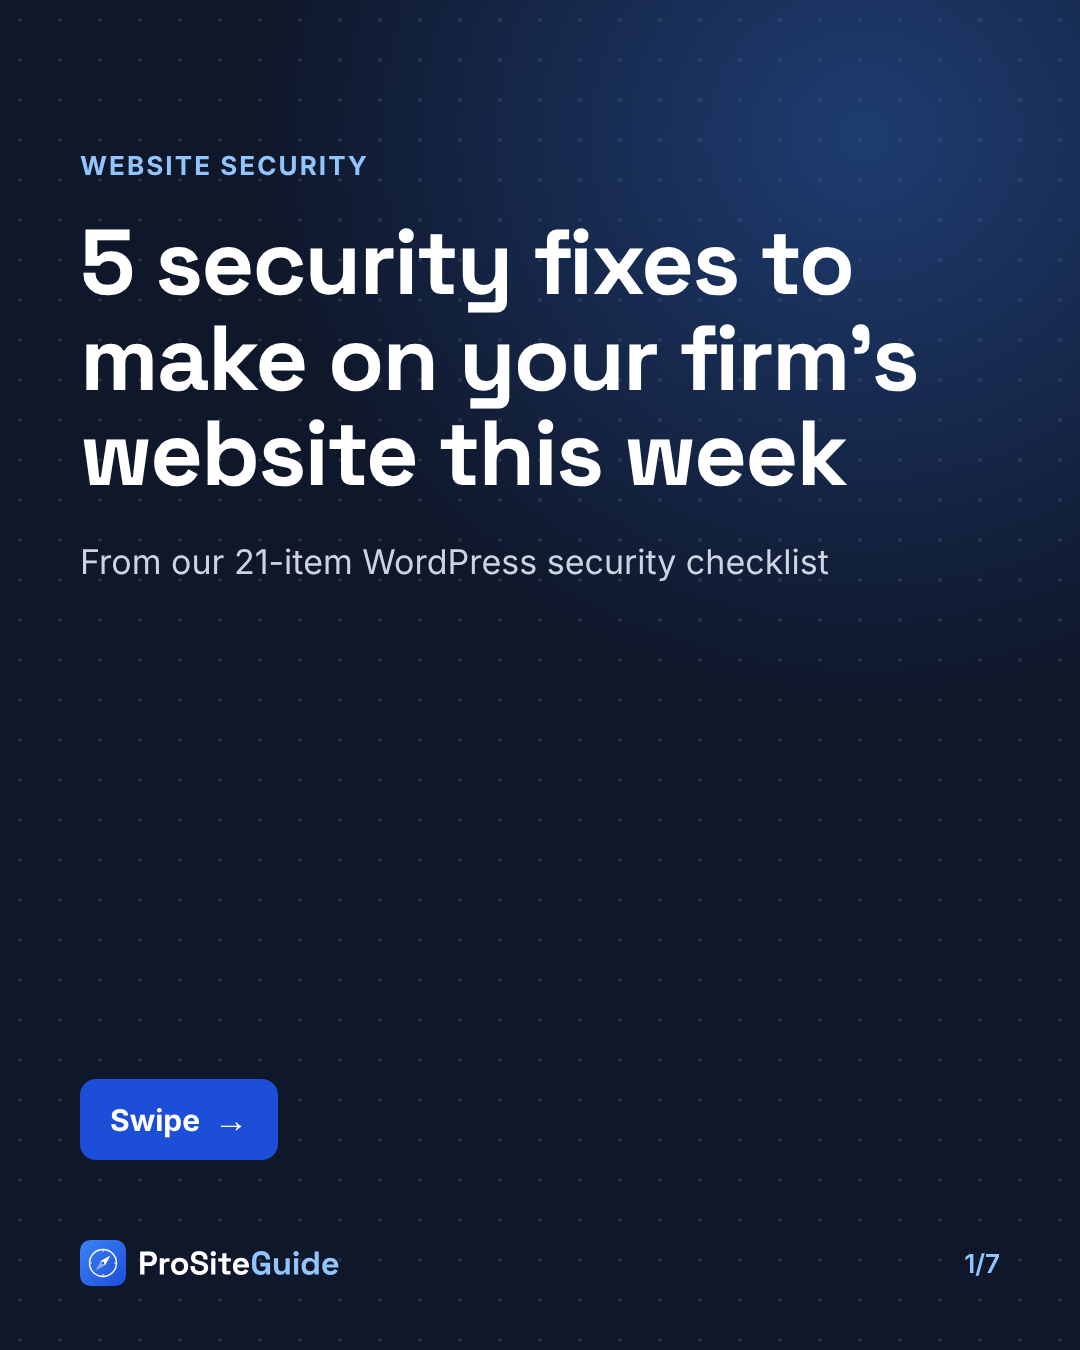 WEBSITE SECURITY
5 security fixes to
make on your firm’s
website this week
From our 21-item WordPress security checklist
Swipe →
ProSiteGuide
1/7